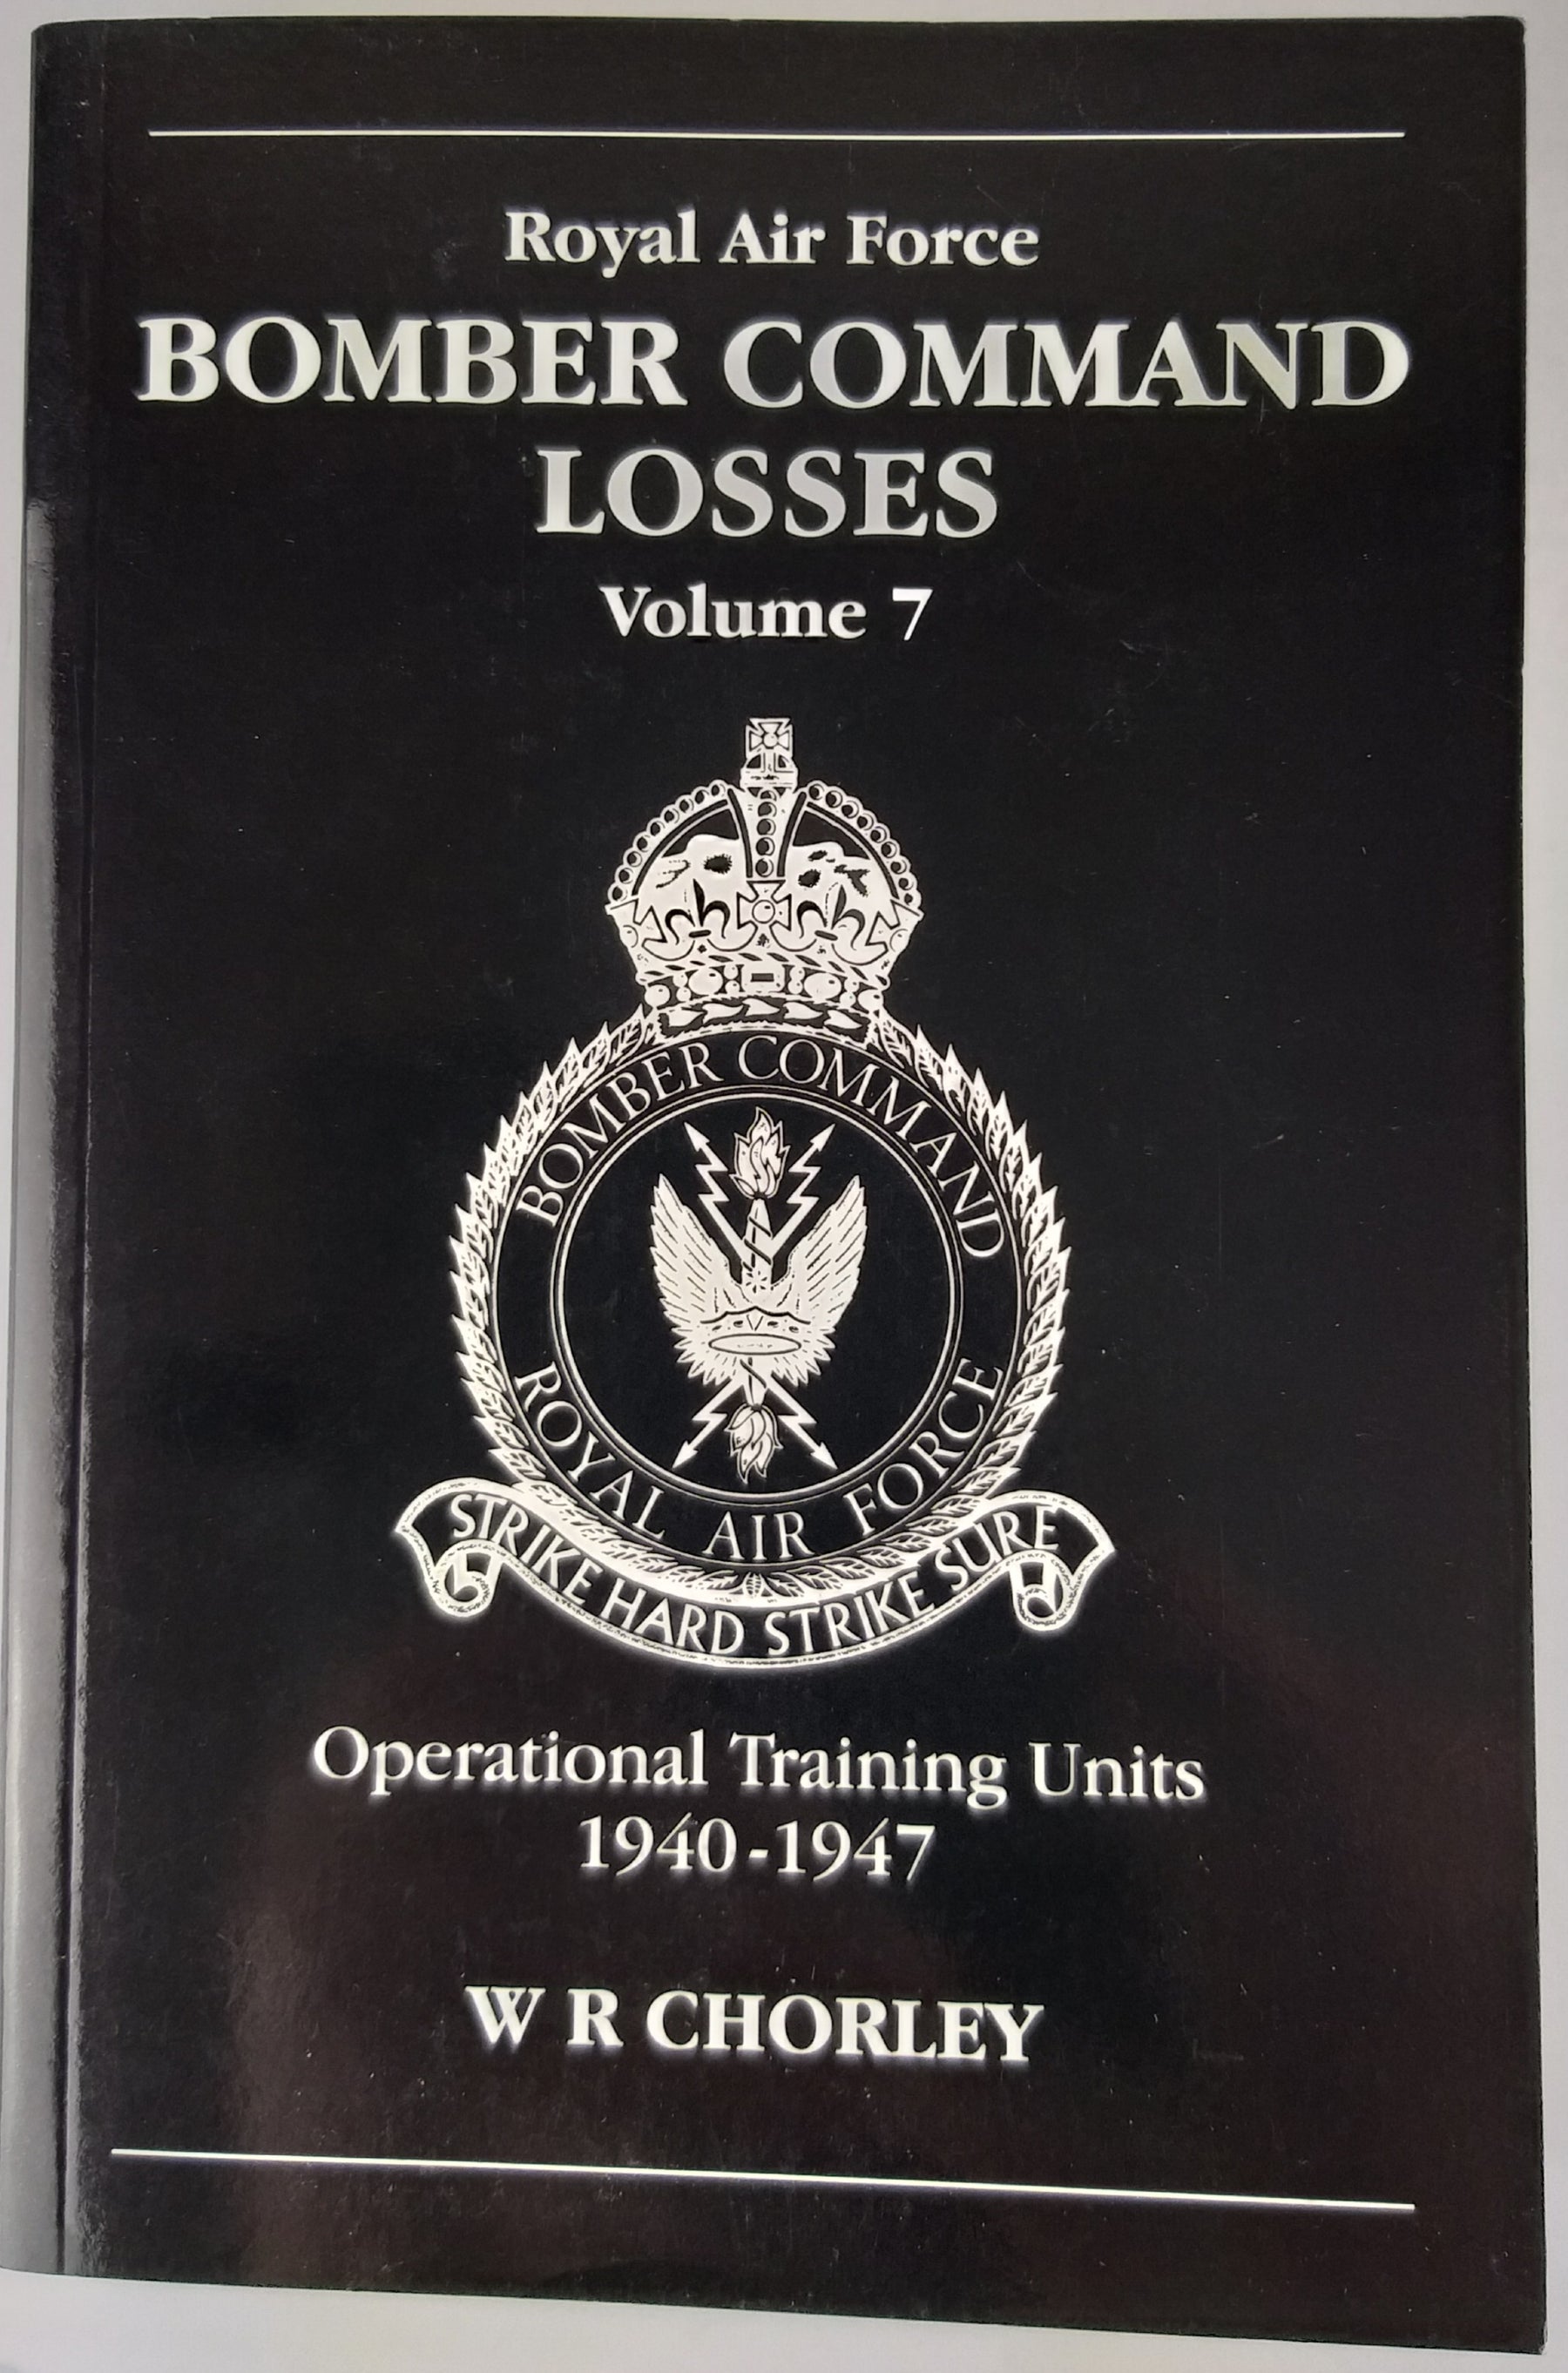 Royal Air Force
BOMBER COMMAND
LOSSES
Volume 7
BOMBER COMMAND
ROYAL AIR FORCE
STRIKE HARD STRIKE SURE
Operational Training Units
1940-1947
W R CHORLEY